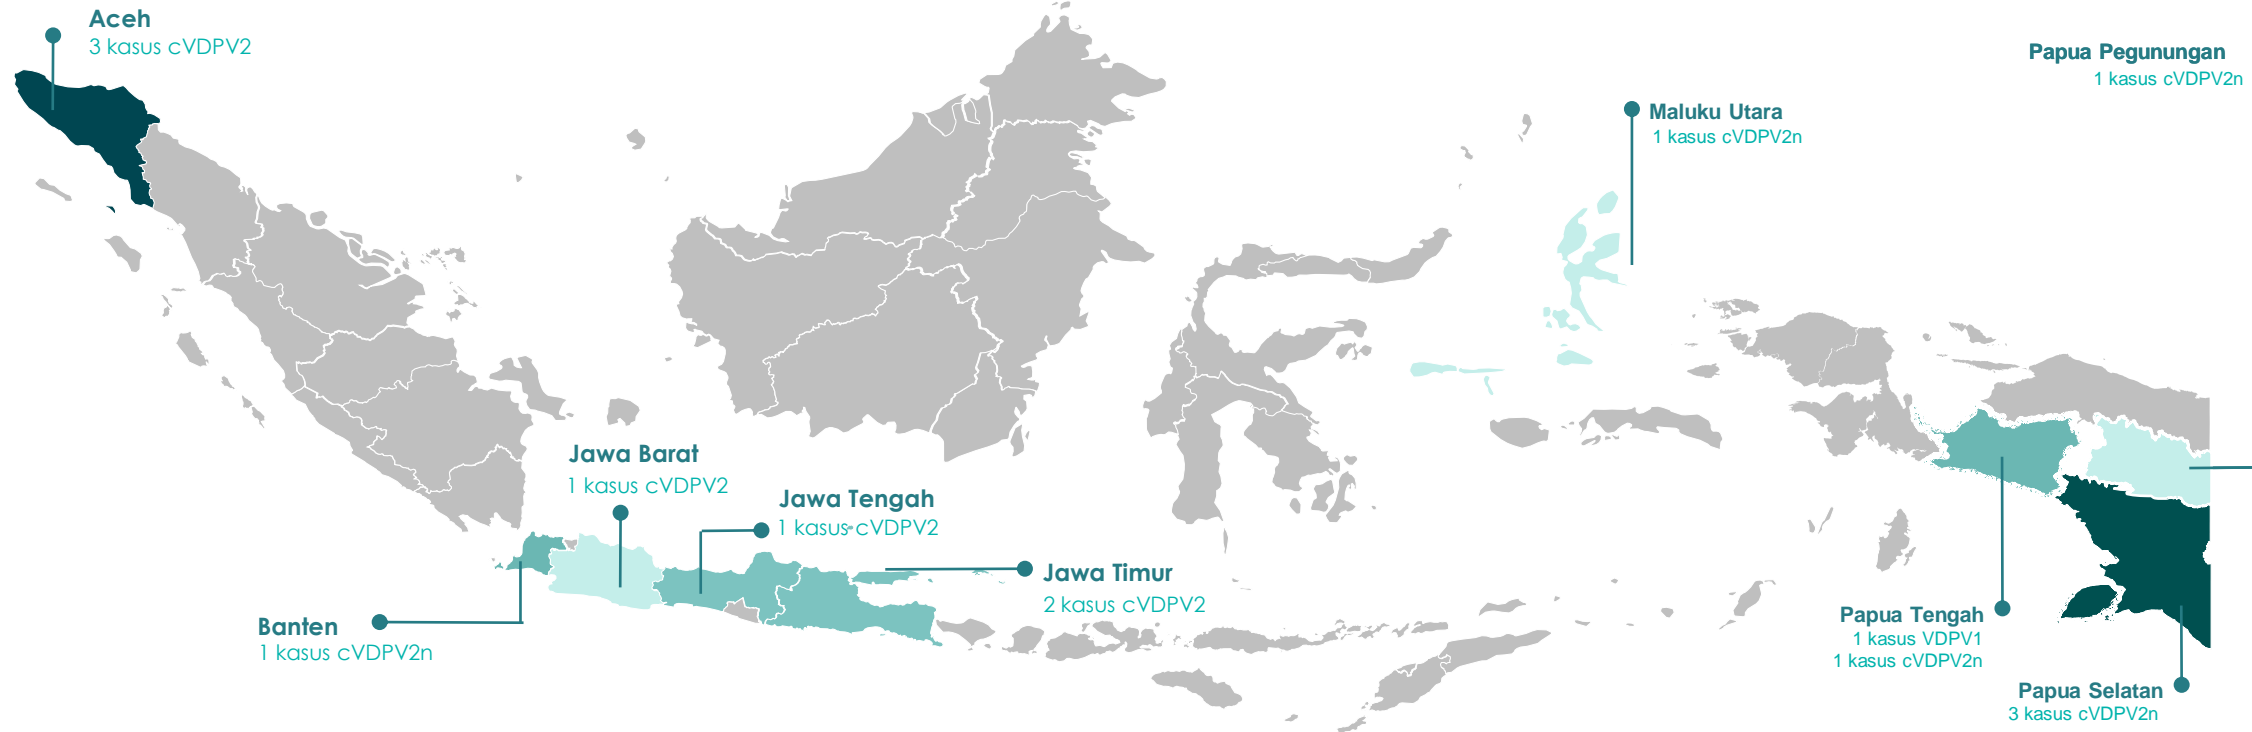 Aceh
3 kasus cVDPV2
Papua Pegunungan
1 kasus cVDPV2n
Maluku Utara
1 kasus cVDPV2n
Jawa Barat
1 kasus cVDPV2
Jawa Tengah
1 kasus cVDPV2
Jawa Timur
2 kasus cVDPV2
Banten
1 kasus cVDPV2n
Papua Tengah
1 kasus VDPV1
1 kasus cVDPV2n
Papua Selatan
3 kasus cVDPV2n